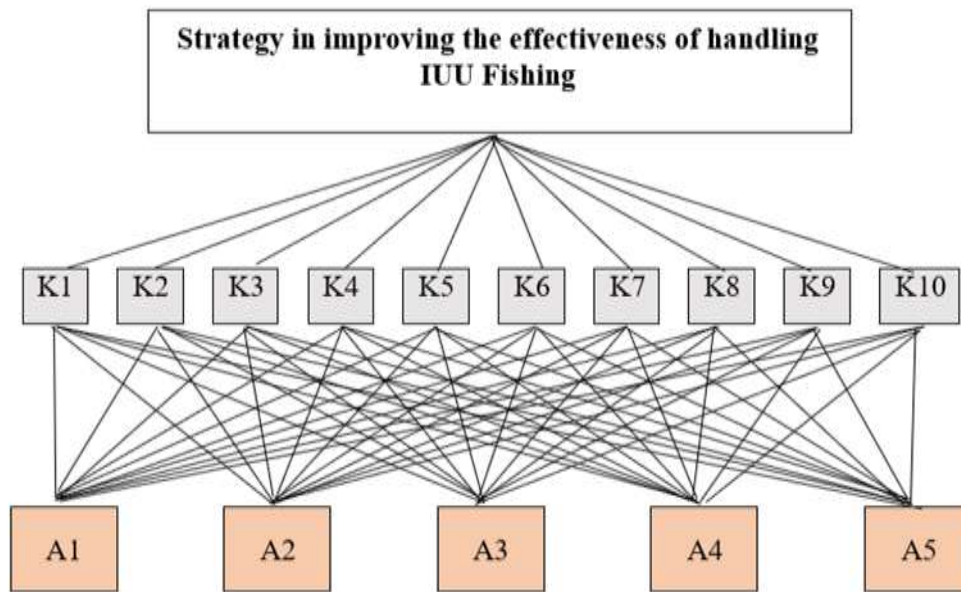 Strategy in improving the effectiveness of handling
IUU Fishing
K1 K2 K3 K4 K5 K6 K7 K8 K9 K10
A1 A2 A3 A4 A5